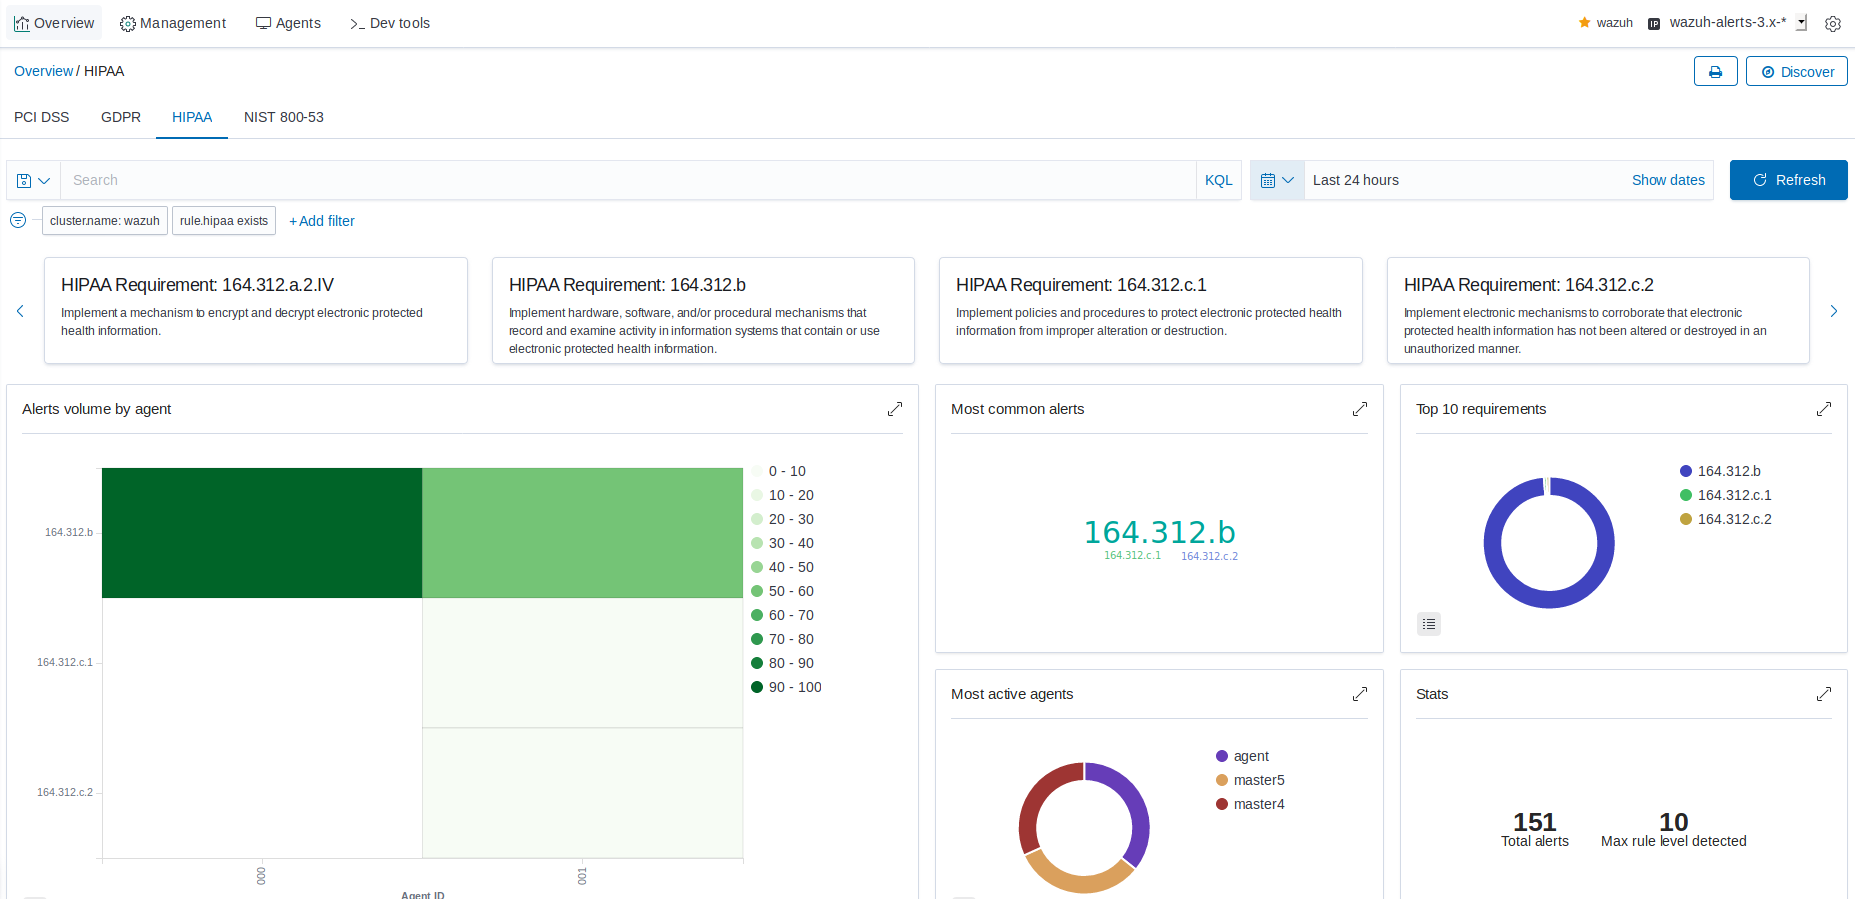 Overview
Management
Agents
>_ Dev tools
wazuh
IP
wazuh-alerts-3.x-*
Overview / HIPAA
Discover
PCI DSS
GDPR
HIPAA
NIST 800-53
Search
KQL
Last 24 hours
Show dates
Refresh
cluster.name: wazuh
rule.hipaa exists
+ Add filter
HIPAA Requirement: 164.312.a.2.IV
Implement a mechanism to encrypt and decrypt electronic protected
health information.
HIPAA Requirement: 164.312.b
Implement hardware, software, and/or procedural mechanisms that
record and examine activity in information systems that contain or use
electronic protected health information.
HIPAA Requirement: 164.312.c.1
Implement policies and procedures to protect electronic protected health
information from improper alteration or destruction.
HIPAA Requirement: 164.312.c.2
Implement electronic mechanisms to corroborate that electronic
protected health information has not been altered or destroyed in an
unauthorized manner.
Alerts volume by agent
164.312.b
164.312.c.1
164.312.c.2
000
001
Agent ID
0 - 10
10 - 20
20 - 30
30 - 40
40 - 50
50 - 60
60 - 70
70 - 80
80 - 90
90 - 100
Most common alerts
164.312.b
164.312.c.1
164.312.c.2
Top 10 requirements
164.312.b
164.312.c.1
164.312.c.2
Most active agents
agent
master5
master4
Stats
151
Total alerts
10
Max rule level detected